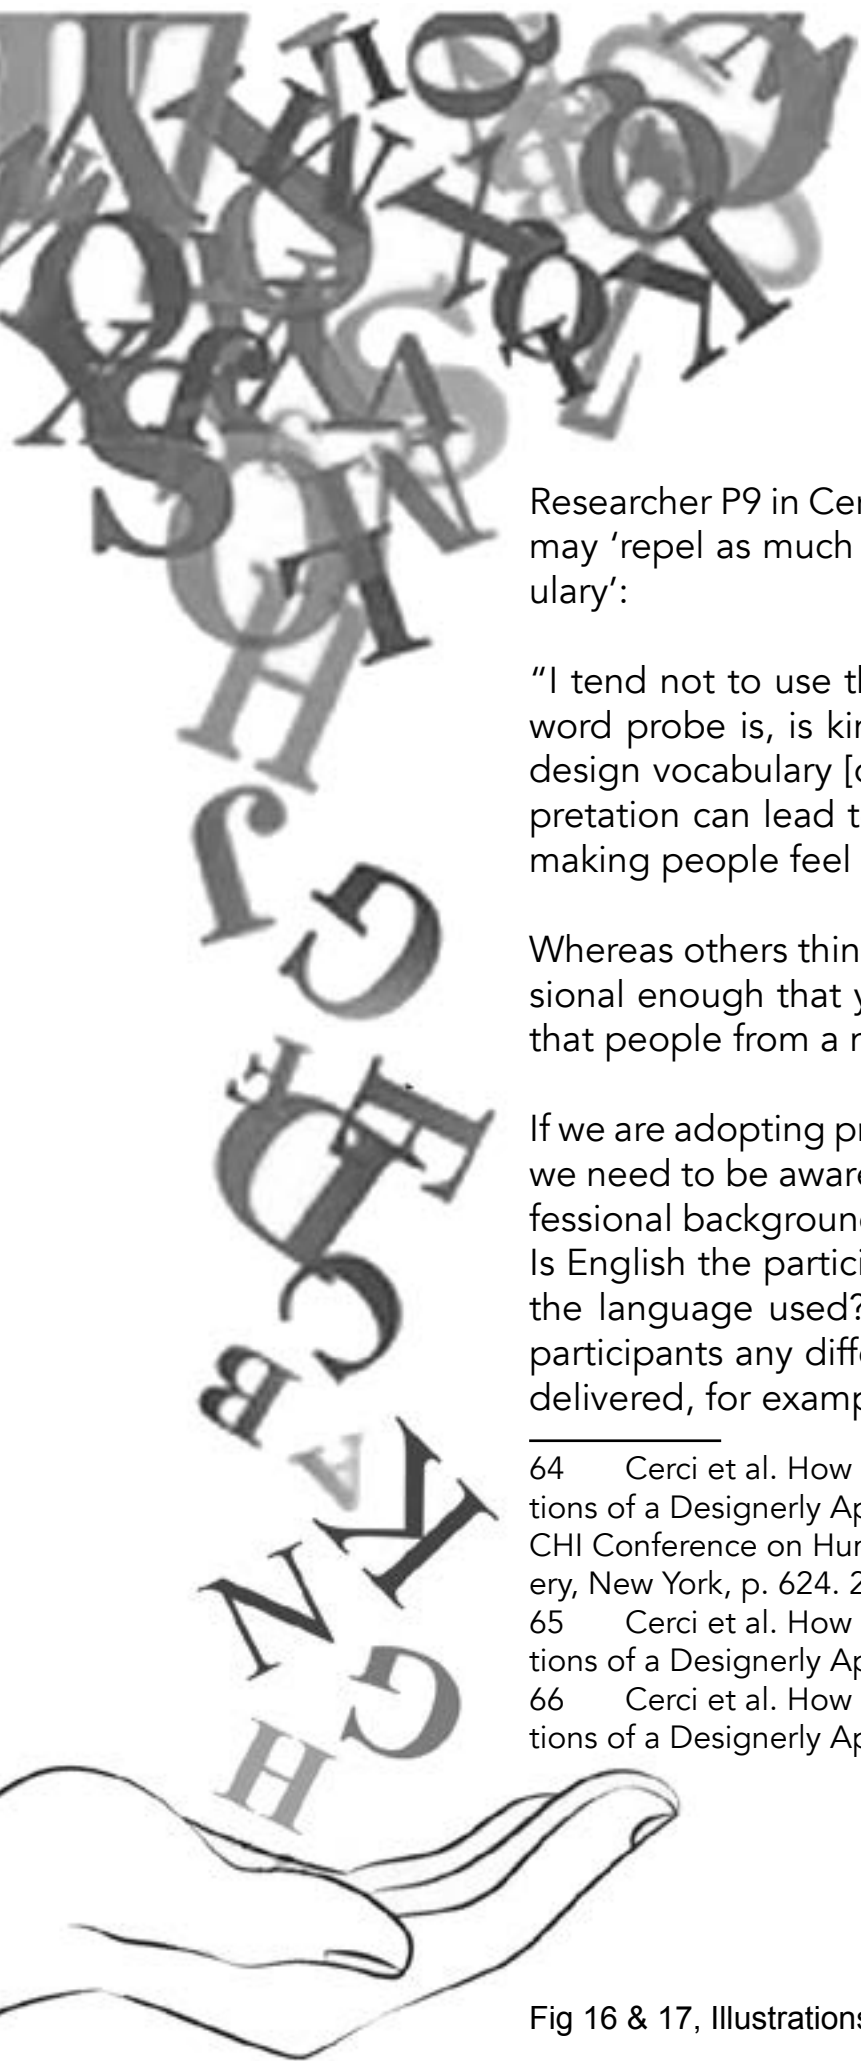 Researcher P9 in Cer
may ‘repel as much
ulary’:
“I tend not to use t
word probe is, is kin
design vocabulary [
pretation can lead t
making people feel
Whereas others thin
sional enough that y
that people from a r
If we are adopting pr
we need to be aware
fessional background
Is English the partici
the language used?
participants any diffe
delivered, for examp
64 Cerci et al. How
tions of a Designerly Ap
CHI Conference on Hum
ery, New York, p. 624. 2
65 Cerci et al. How
tions of a Designerly Ap
66 Cerci et al. How
tions of a Designerly Ap
Fig 16 & 17, Illustrations